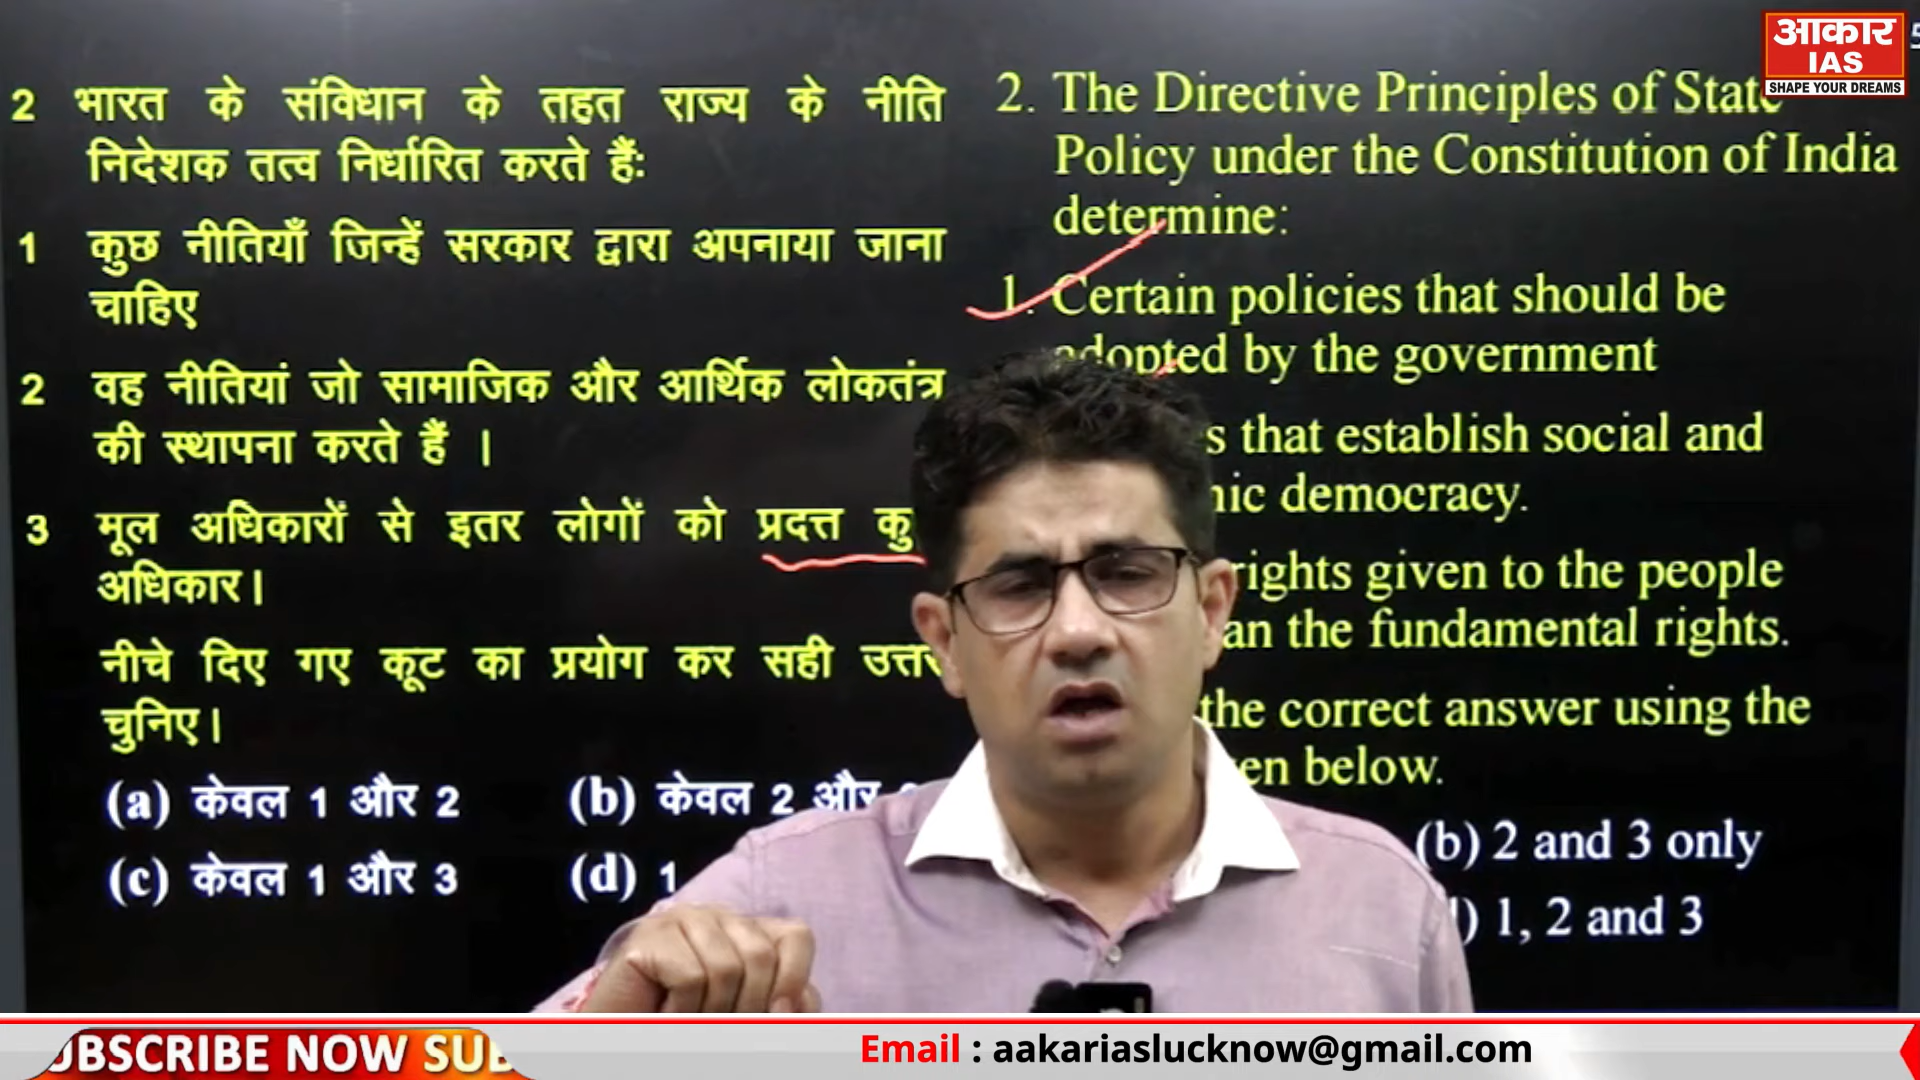 2 भारत के संविधान के तहत राज्य के नीति
निदेशक तत्व निर्धारित करते हैं:
1 कुछ नीतियाँ जिन्हें सरकार द्वारा अपनाया जाना
चाहिए
2 वह नीतियां जो सामाजिक और आर्थिक लोकतंत्र
की स्थापना करते हैं ।
3 मूल अधिकारों से इतर लोगों को प्रदत्त
अधिकार।
नीचे दिए गए कूट का प्रयोग कर सही उत्तर
चुनिए।
(a) केवल 1 और 2 (b) केवल 2 और
(c) केवल 1 और 3 (d) 1
2. The Directive Principles of State
Policy under the Constitution of India
determine:
1. Certain policies that should be
adopted by the government
that establish social and
democracy.
rights given to the people
the fundamental rights.
the correct answer using the
below.
(b) 2 and 3 only
1, 2 and 3
आकार
IAS
SHAPE YOUR DREAMS
SUBSCRIBE NOW
Email : aakariaslucknow@gmail.com